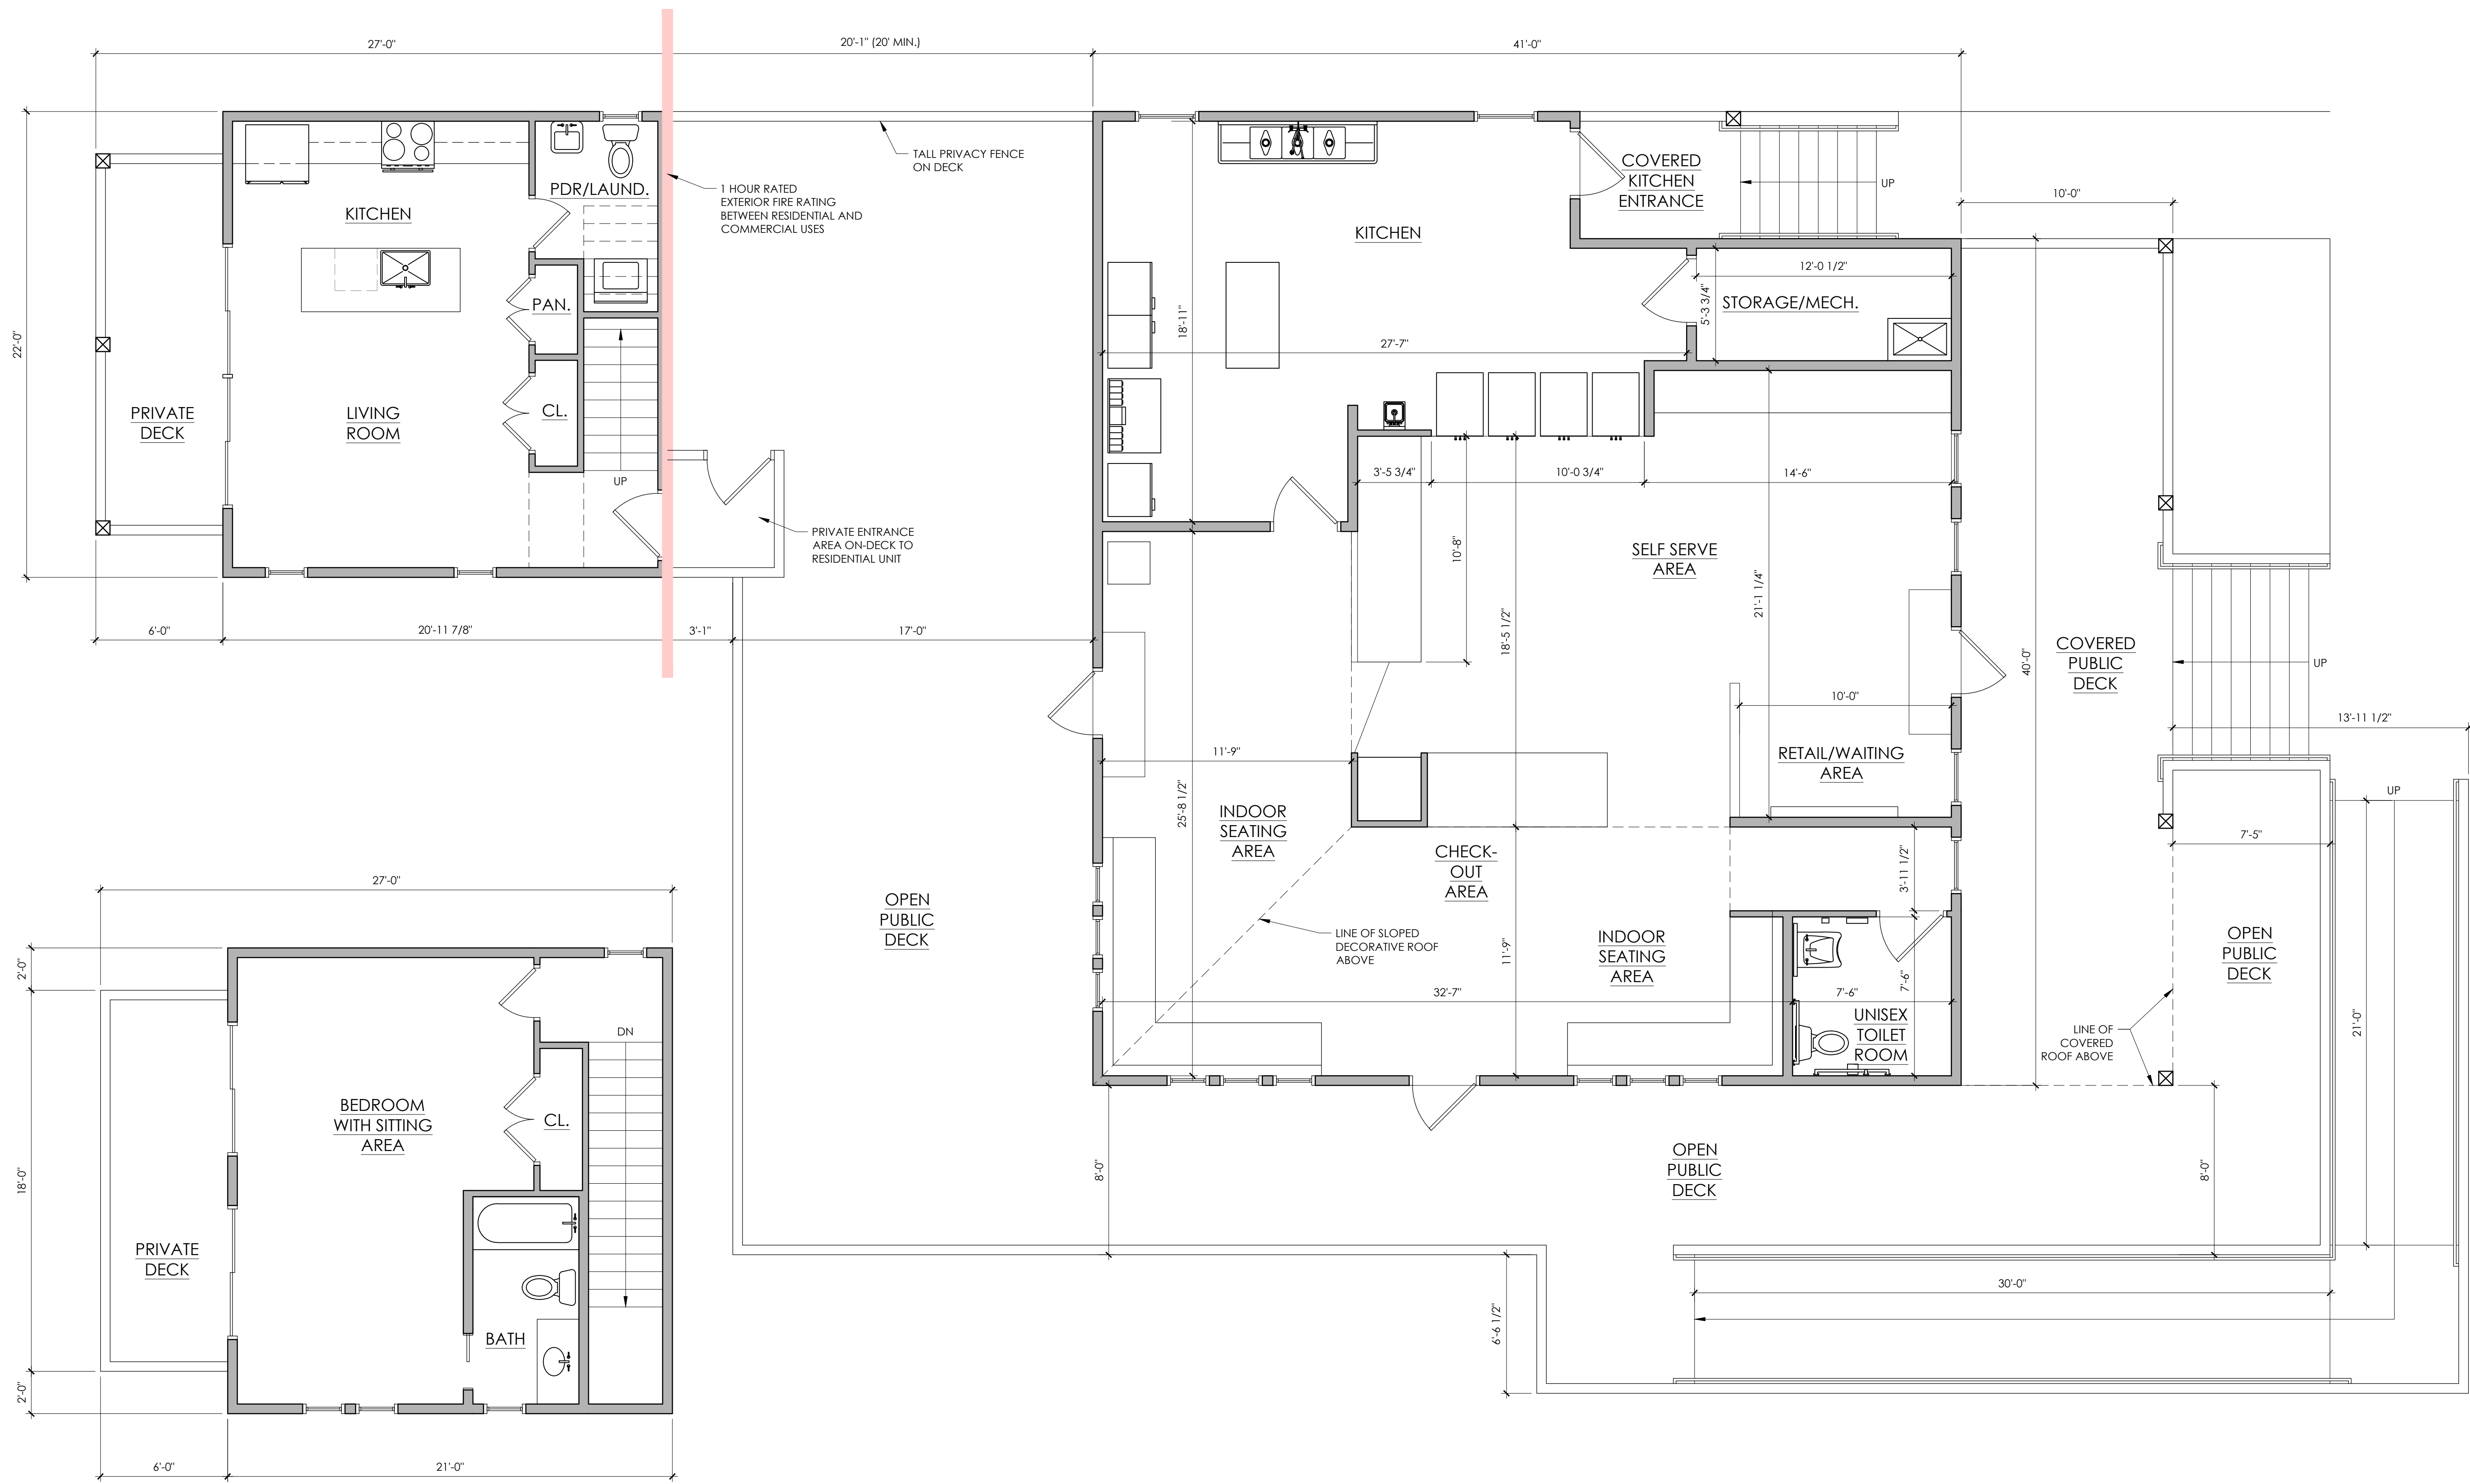 27'-0"
20'-1" (20' MIN.)
41'-0"
22'-0"
TALL PRIVACY FENCE
ON DECK
1 HOUR RATED
EXTERIOR FIRE RATING
BETWEEN RESIDENTIAL AND
COMMERCIAL USES
PDR/LAUND.
KITCHEN
PAN.
CL.
UP
PRIVATE
DECK
LIVING
ROOM
PRIVATE ENTRANCE
AREA ON-DECK TO
RESIDENTIAL UNIT
6'-0"
20'-11 7/8"
3'-1"
17'-0"
KITCHEN
18'-11"
27'-7"
COVERED
KITCHEN
ENTRANCE
UP
10'-0"
12'-0 1/2"
5'-3 3/4"
STORAGE/MECH.
3'-5 3/4"
10'-0 3/4"
14'-6"
10'-8"
18'-5 1/2"
21'-1 1/4"
SELF SERVE
AREA
40'-0"
COVERED
PUBLIC
DECK
UP
10'-0"
13'-11 1/2"
RETAIL/WAITING
AREA
11'-9"
25'-8 1/2"
INDOOR
SEATING
AREA
CHECK-
OUT
AREA
3'-11 1/2"
UP
7'-5"
OPEN
PUBLIC
DECK
LINE OF SLOPED
DECORATIVE ROOF
ABOVE
11'-9"
INDOOR
SEATING
AREA
32'-7"
7'-6"
7'-6"
UNISEX
TOILET
ROOM
OPEN
PUBLIC
DECK
LINE OF
COVERED
ROOF ABOVE
21'-0"
8'-0"
OPEN
PUBLIC
DECK
8'-0"
30'-0"
6'-6 1/2"
27'-0"
2'-0"
18'-0"
2'-0"
DN
BEDROOM
WITH SITTING
AREA
CL.
PRIVATE
DECK
BATH
6'-0"
21'-0"